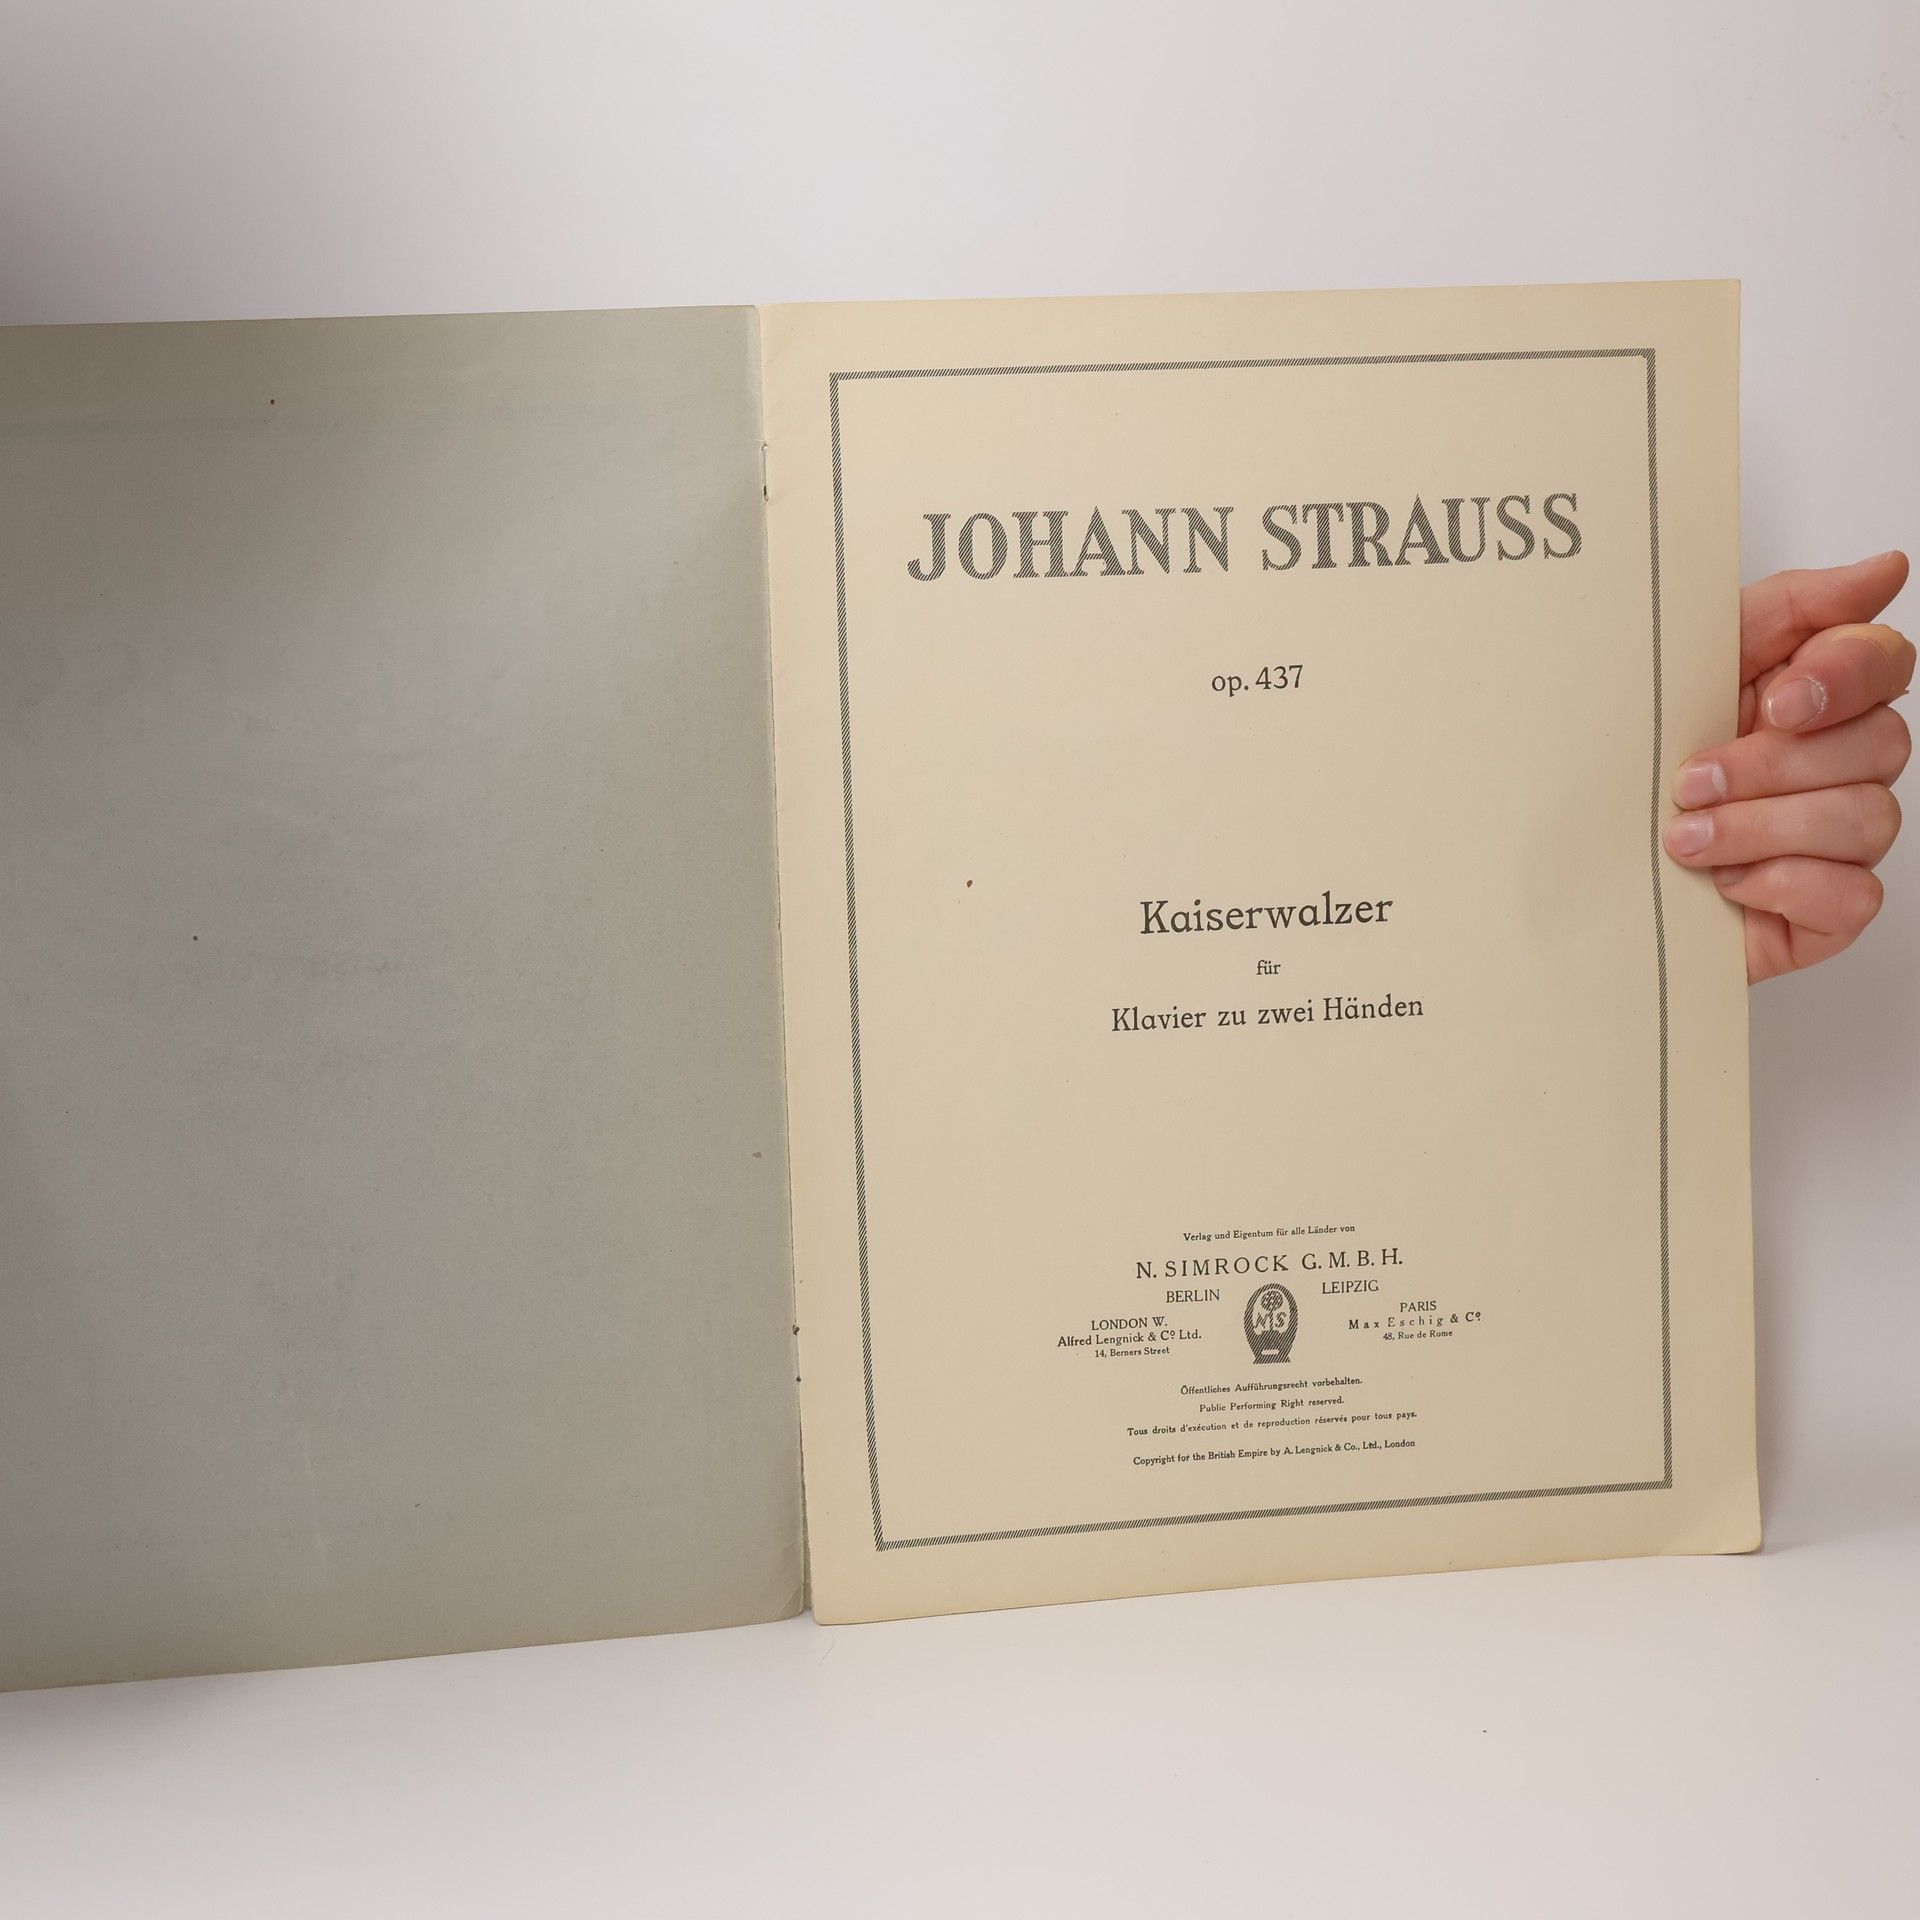 JOHANN STRAUSS
op. 437
Kaiserwalzer
für
Klavier zu zwei Händen
Verlag und Eigentum für alle Länder von
N. SIMROCK G. M. B. H.
BERLIN LEIPZIG
NS
LONDON W.
Alfred Lengnick & Cº Ltd.
14, Berners Street
PARIS
Max Eschig & Cº
48, Rue de Rome
Öffentliches Aufführungsrecht vorbehalten.
Public Performing Right reserved.
Tous droits d'exécution et de reproduction réservés pour tous pays.
Copyright for the British Empire by A. Lengnick & Co., Ltd., London